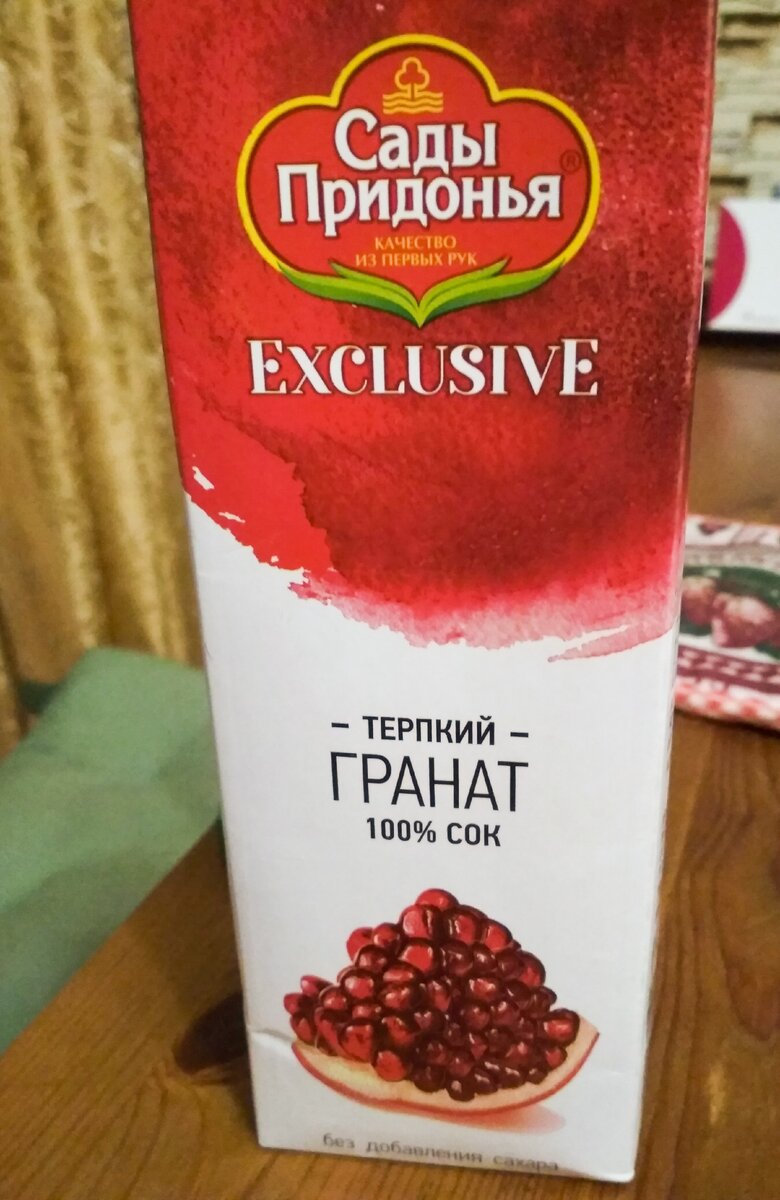 Сады
Придонья®
КАЧЕСТВО
ИЗ ПЕРВЫХ РУК
EXCLUSIVE
– ТЕРПКИЙ –
ГРАНАТ
100% СОК
без добавления сахара